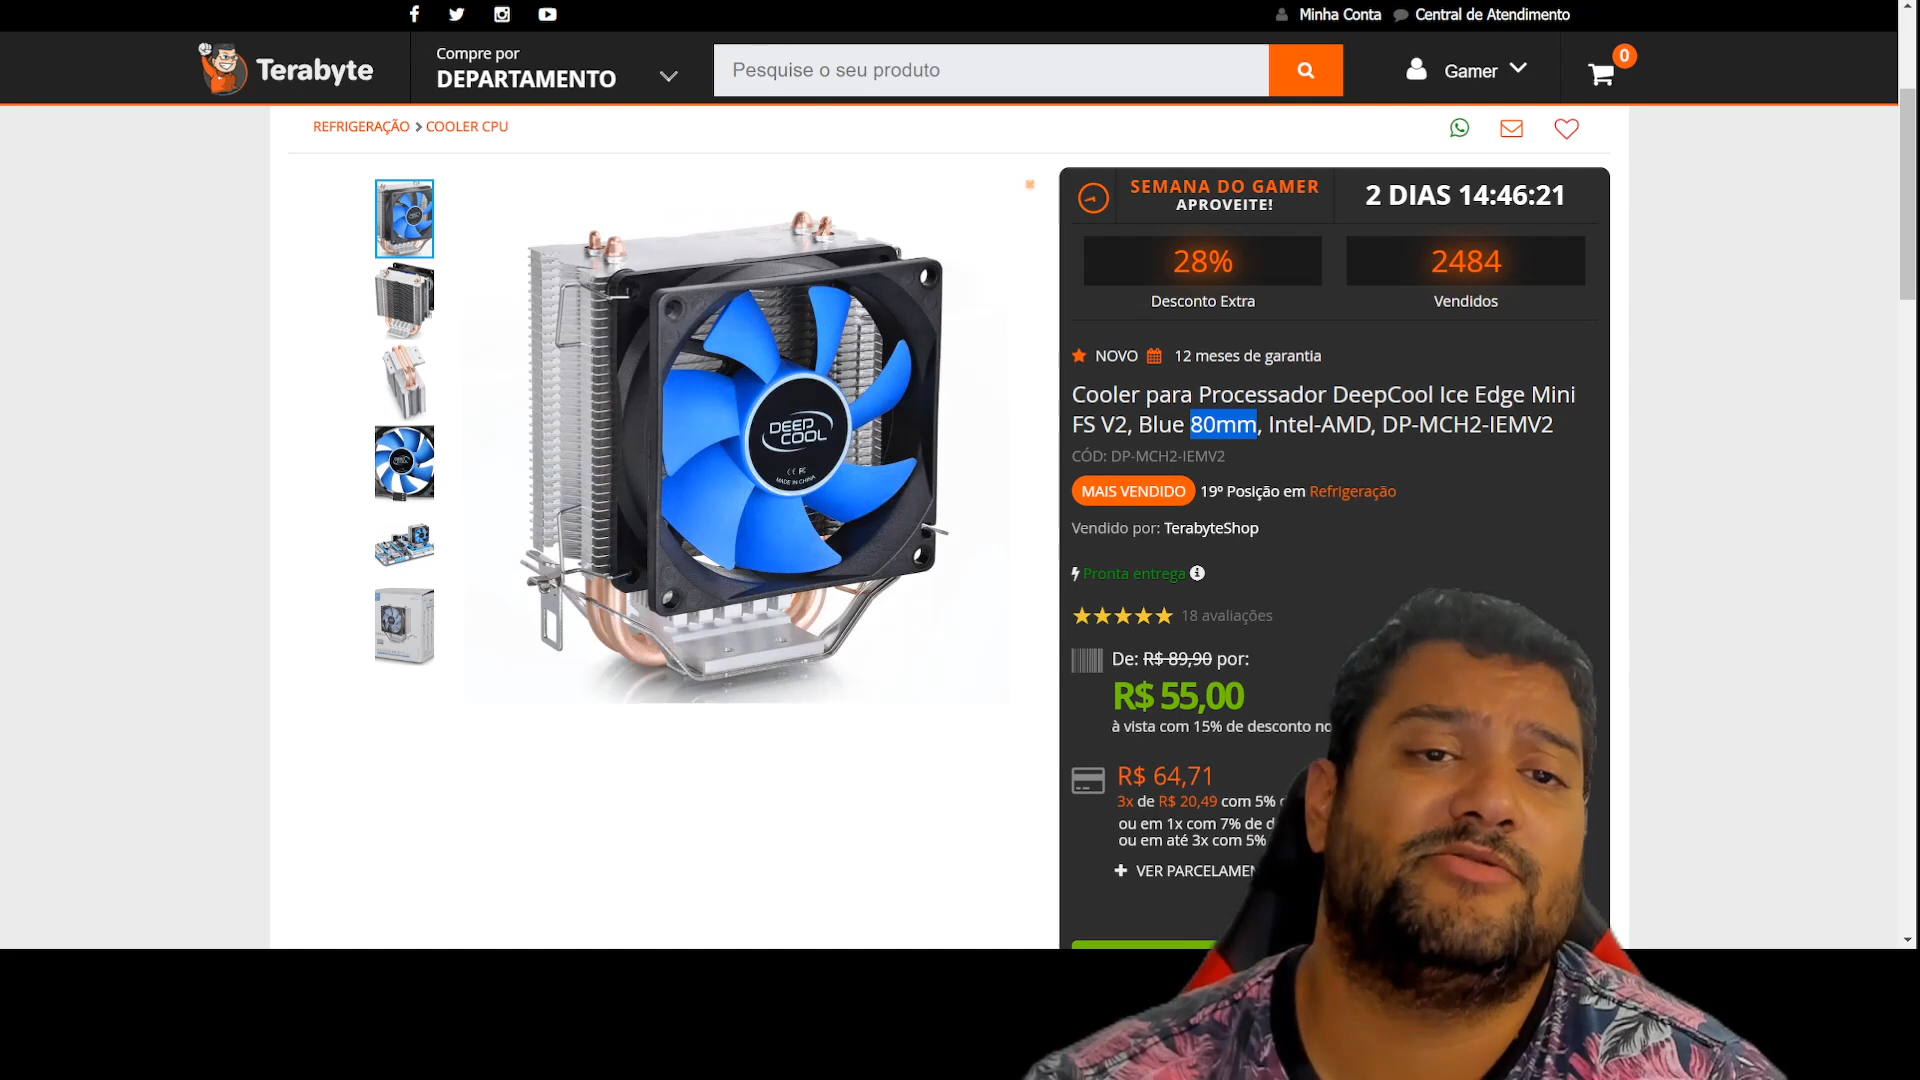 Minha Conta
Central de Atendimento
Terabyte
Compre por
DEPARTAMENTO
Pesquise o seu produto
Gamer
0
REFRIGERAÇÃO > COOLER CPU
SEMANA DO GAMER
APROVEITE!
2 DIAS 14:46:21
28%
Desconto Extra
2484
Vendidos
NOVO
12 meses de garantia
Cooler para Processador DeepCool Ice Edge Mini
FS V2, Blue 80mm, Intel-AMD, DP-MCH2-IEMV2
CÓD: DP-MCH2-IEMV2
MAIS VENDIDO 19º Posição em Refrigeração
Vendido por: TerabyteShop
Pronta entrega
18 avaliações
De: R$ 89,90 por:
R$ 55,00
à vista com 15% de desconto no
R$ 64,71
3x de R$ 20,49 com 5%
ou em 1x com 7% de d
ou em até 3x com 5%
+ VER PARCELAMEN
DEEP
COOL
CE FC
MADE IN CHINA